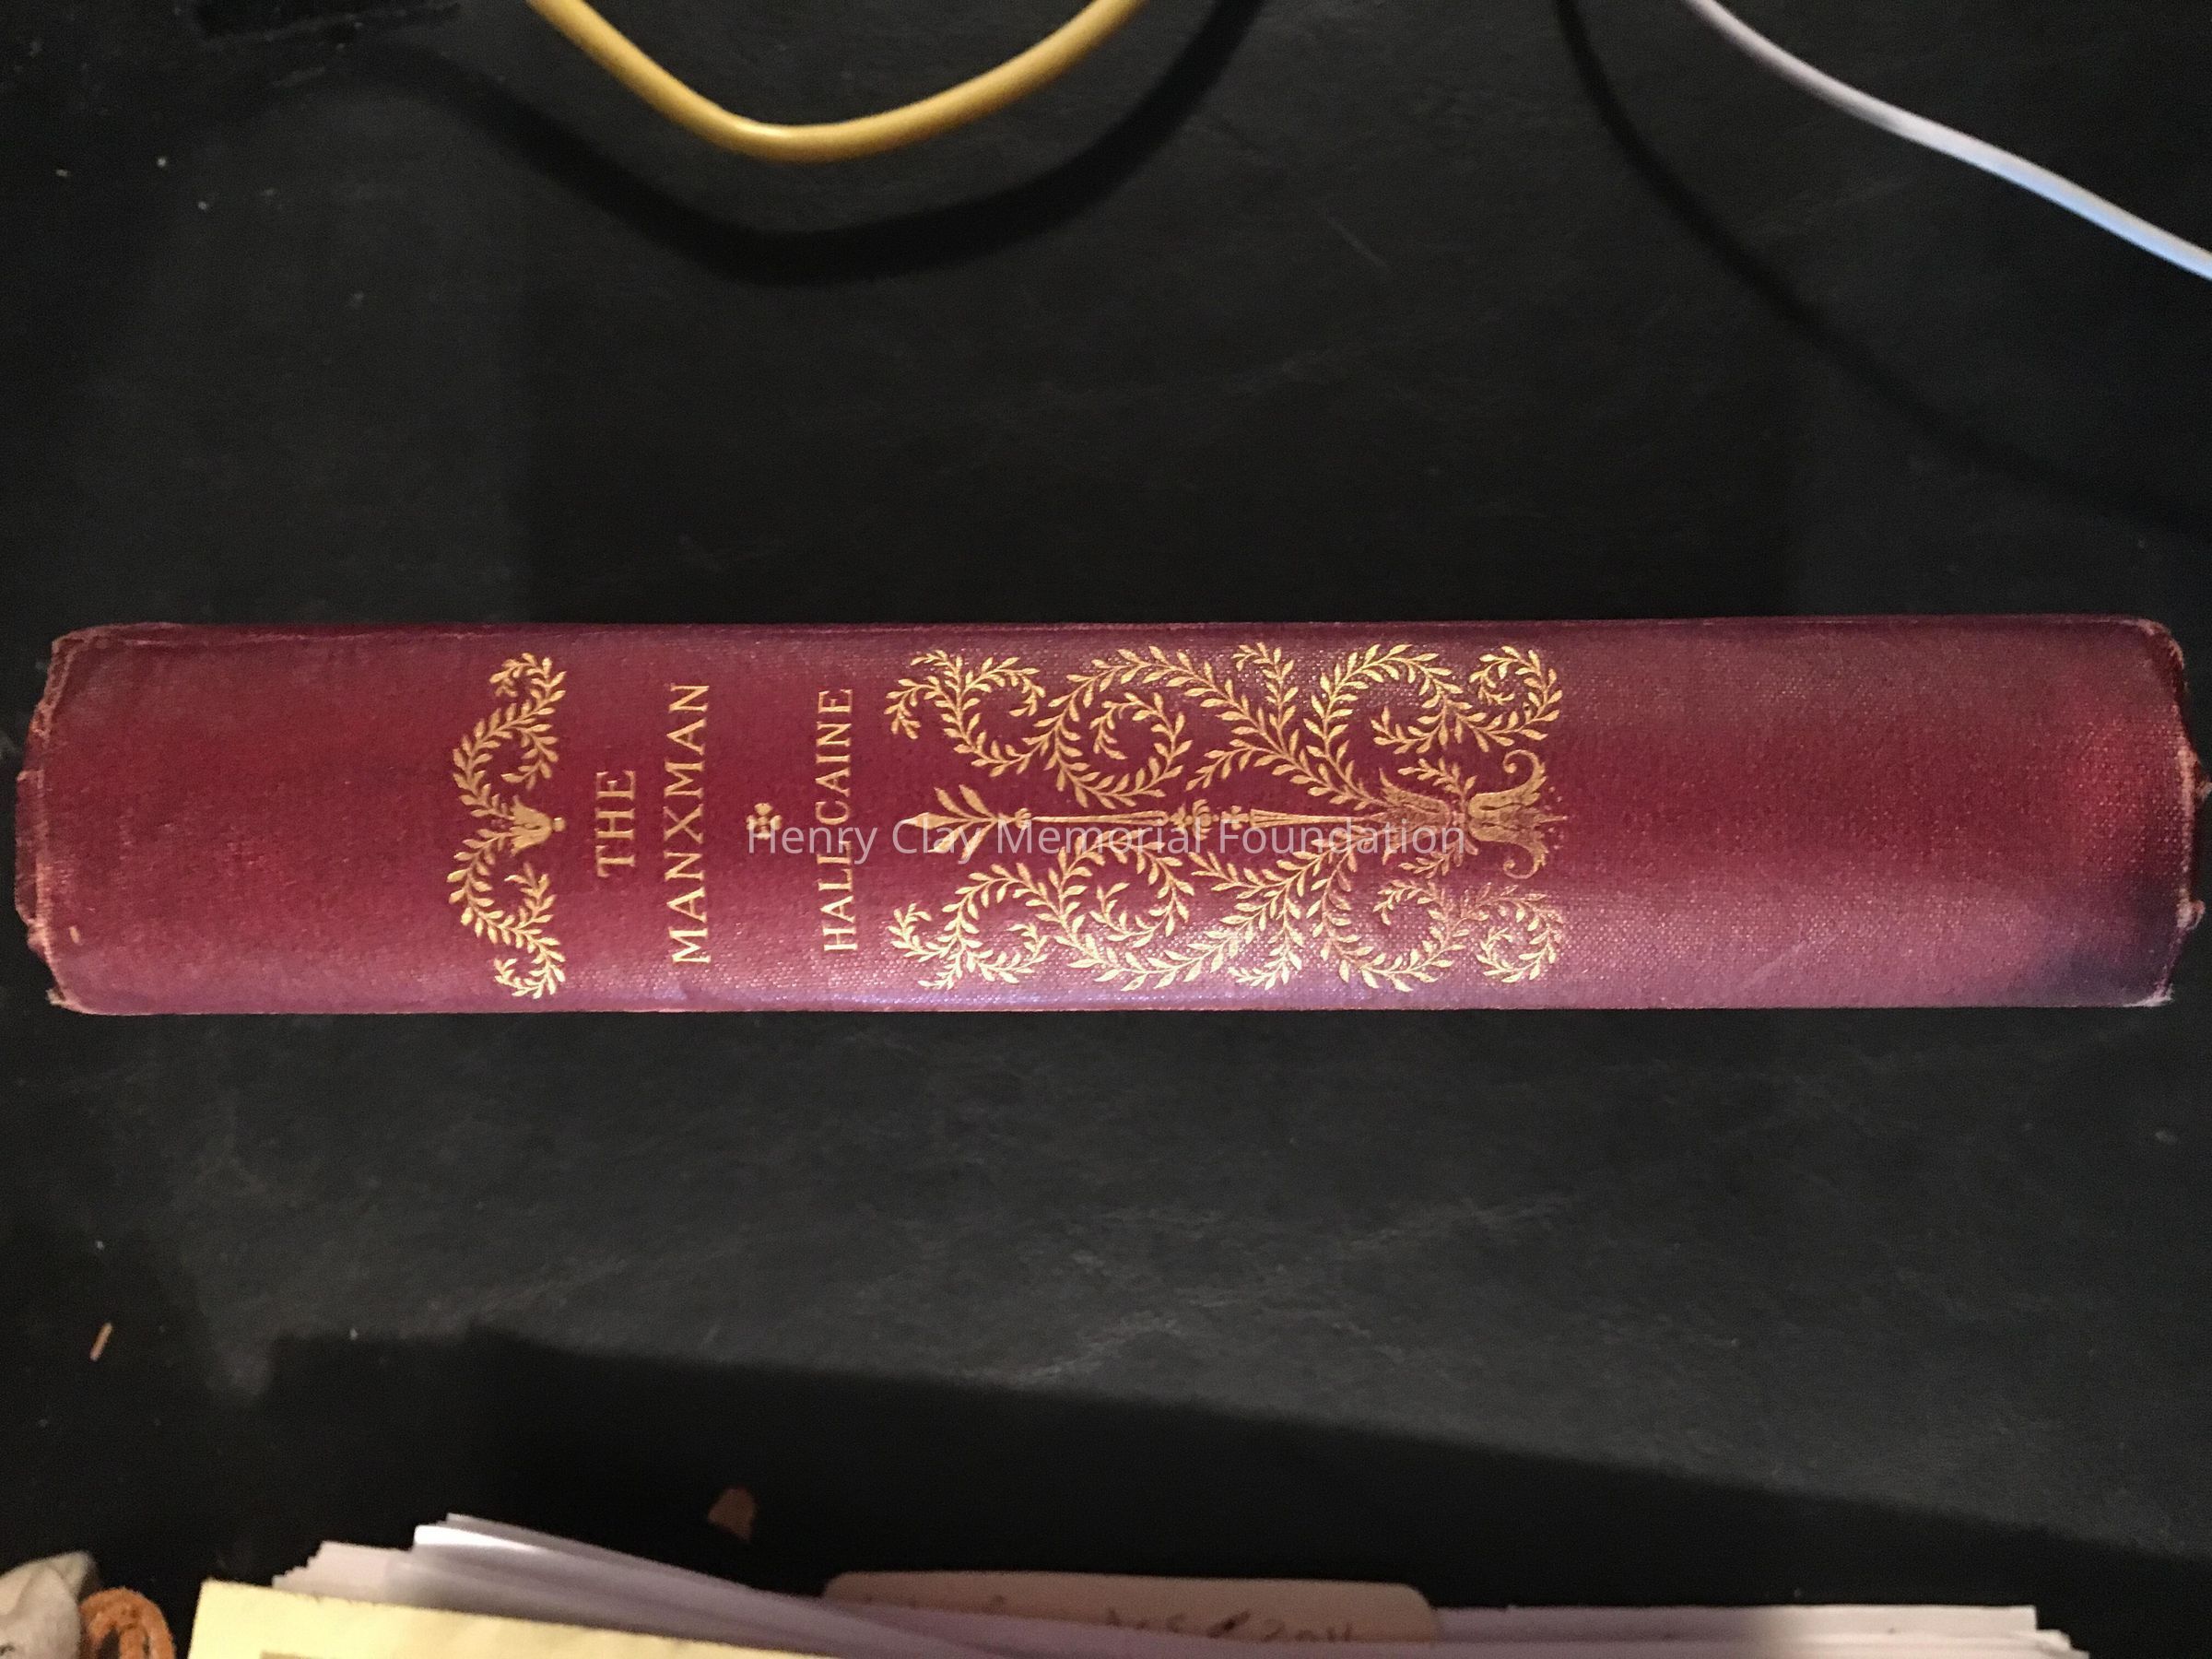 THE
MANXMAN
HALL CAINE
Henry Clay Memorial Foundation